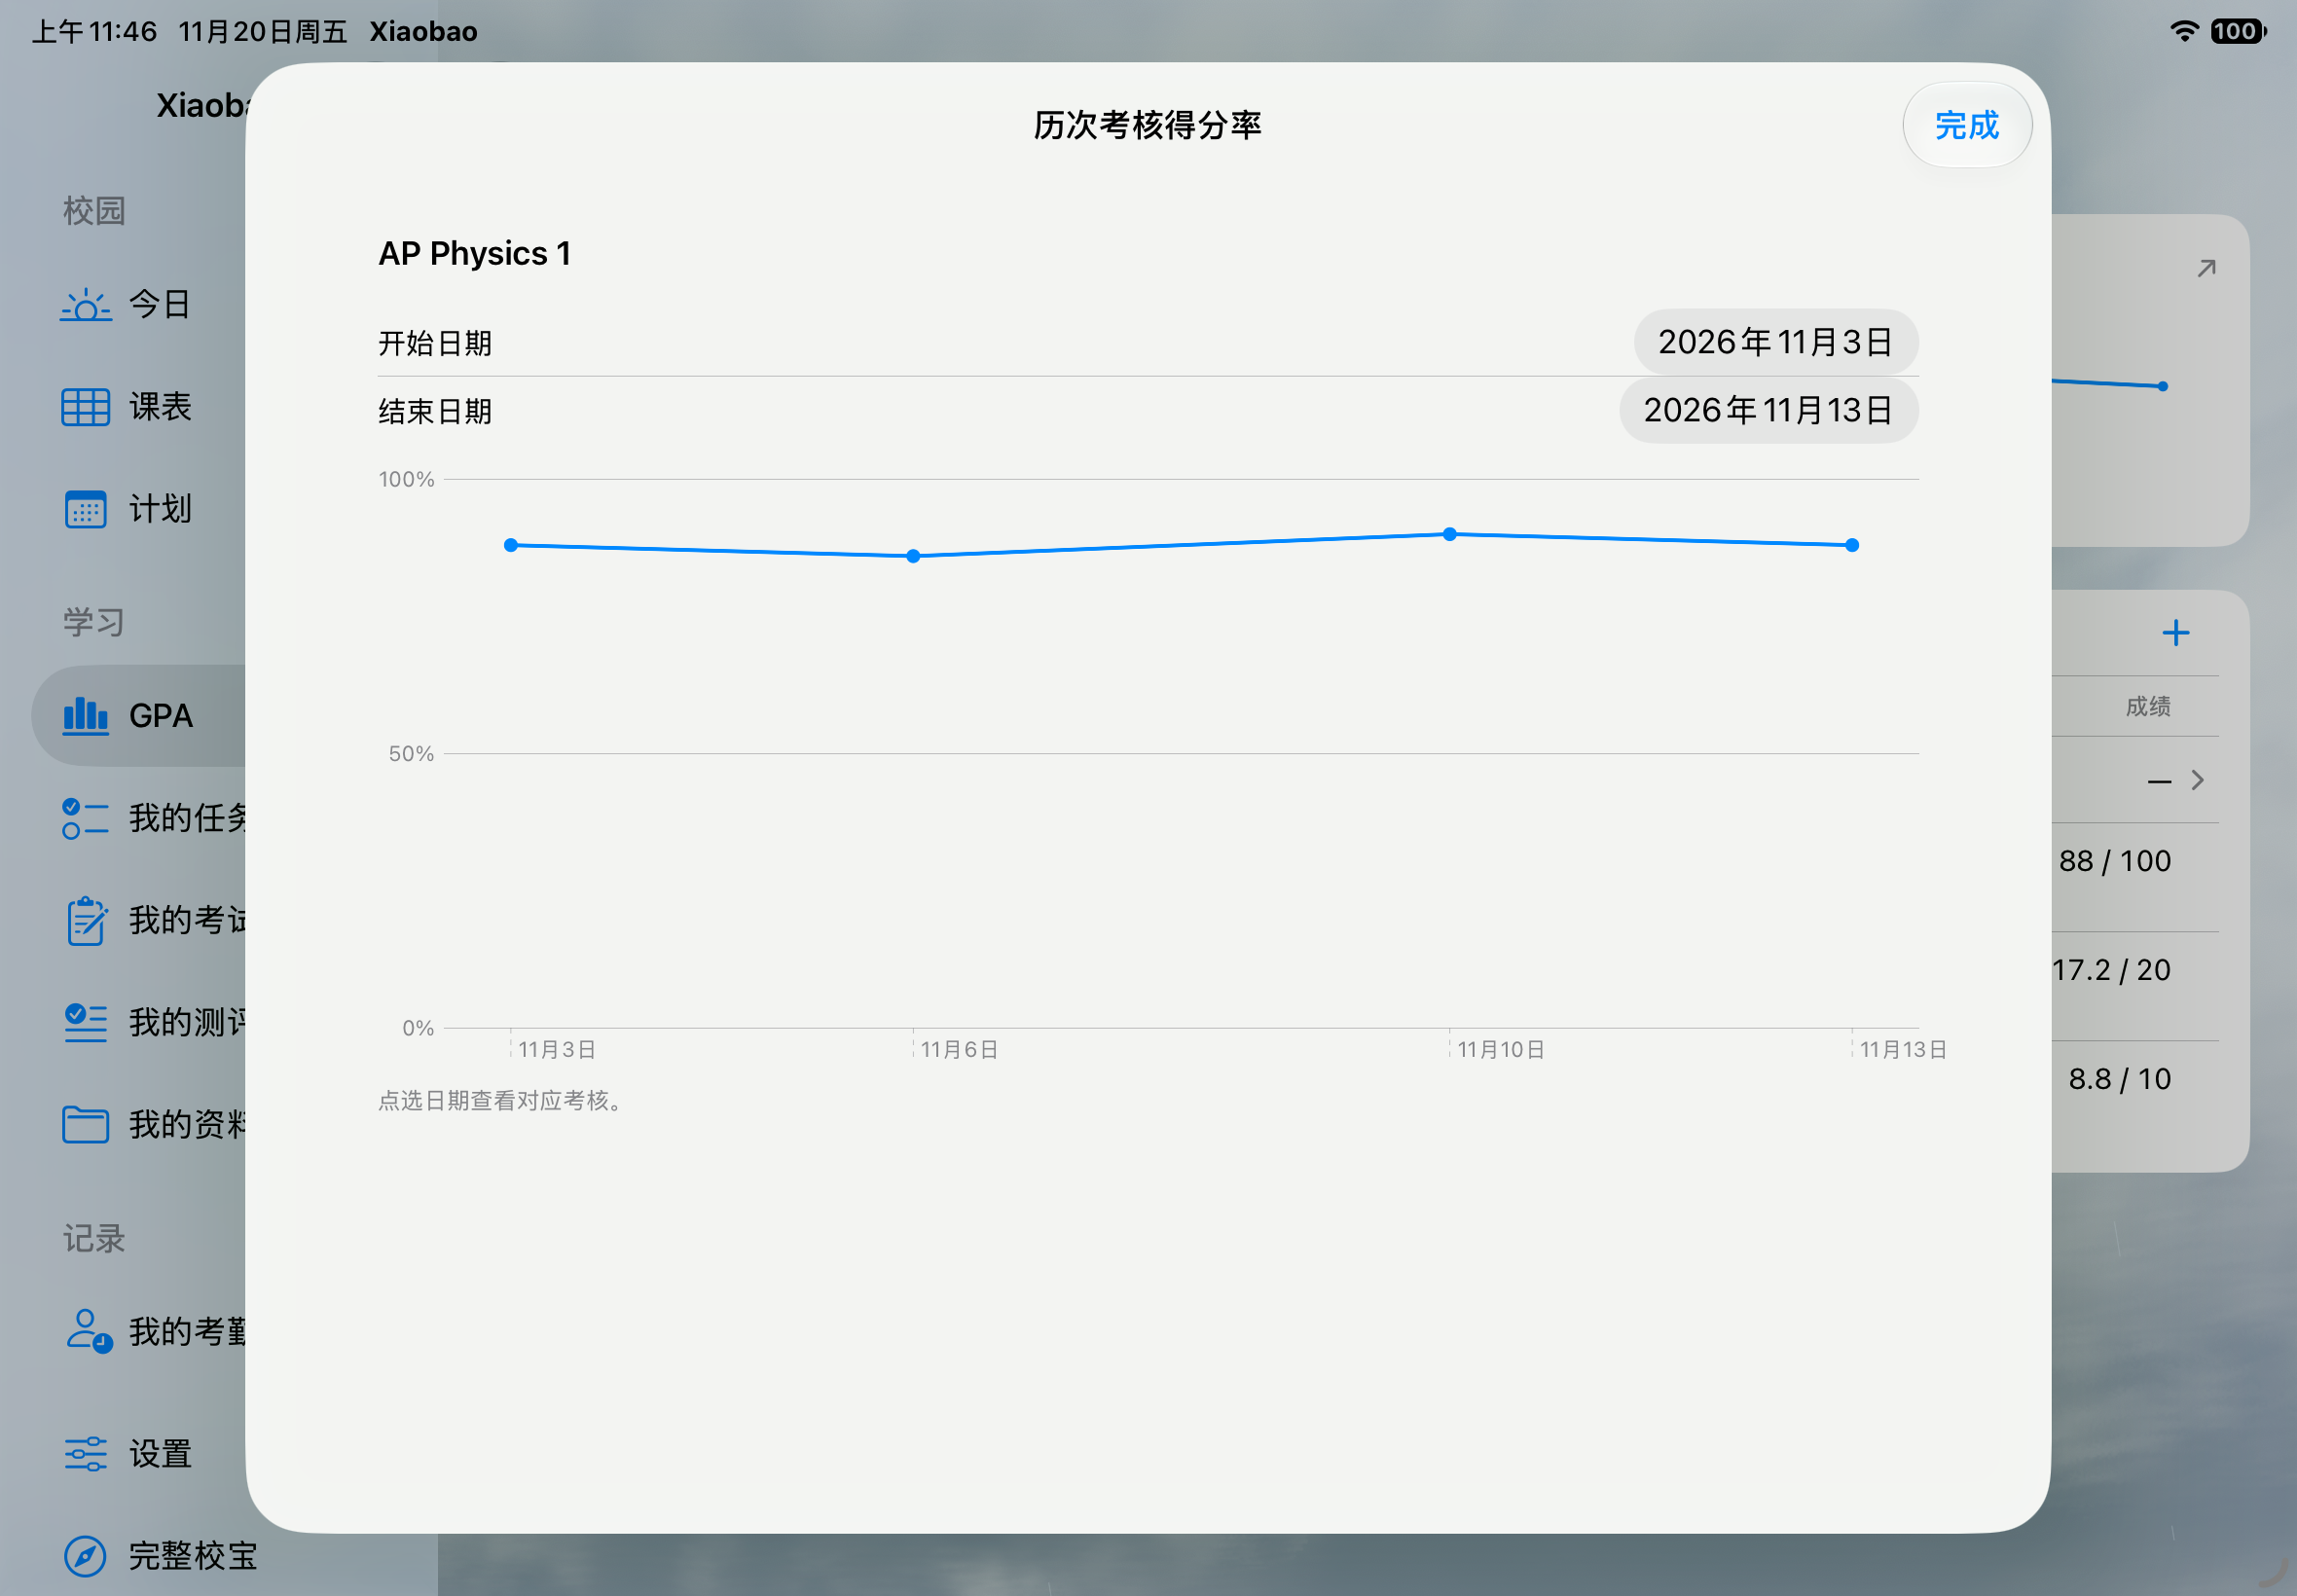 上午11:46 11月20日周五 Xiaobao
100
历次考核得分率
完成
校园
今日
课表
计划
学习
GPA
我的任务
我的考试
我的测评
我的资料
记录
我的考勤
设置
完整校宝
AP Physics 1
开始日期
2026年11月3日
结束日期
2026年11月13日
100%
50%
0%
11月3日
11月6日
11月10日
11月13日
点选日期查看对应考核。
成绩
—
88 / 100
17.2 / 20
8.8 / 10